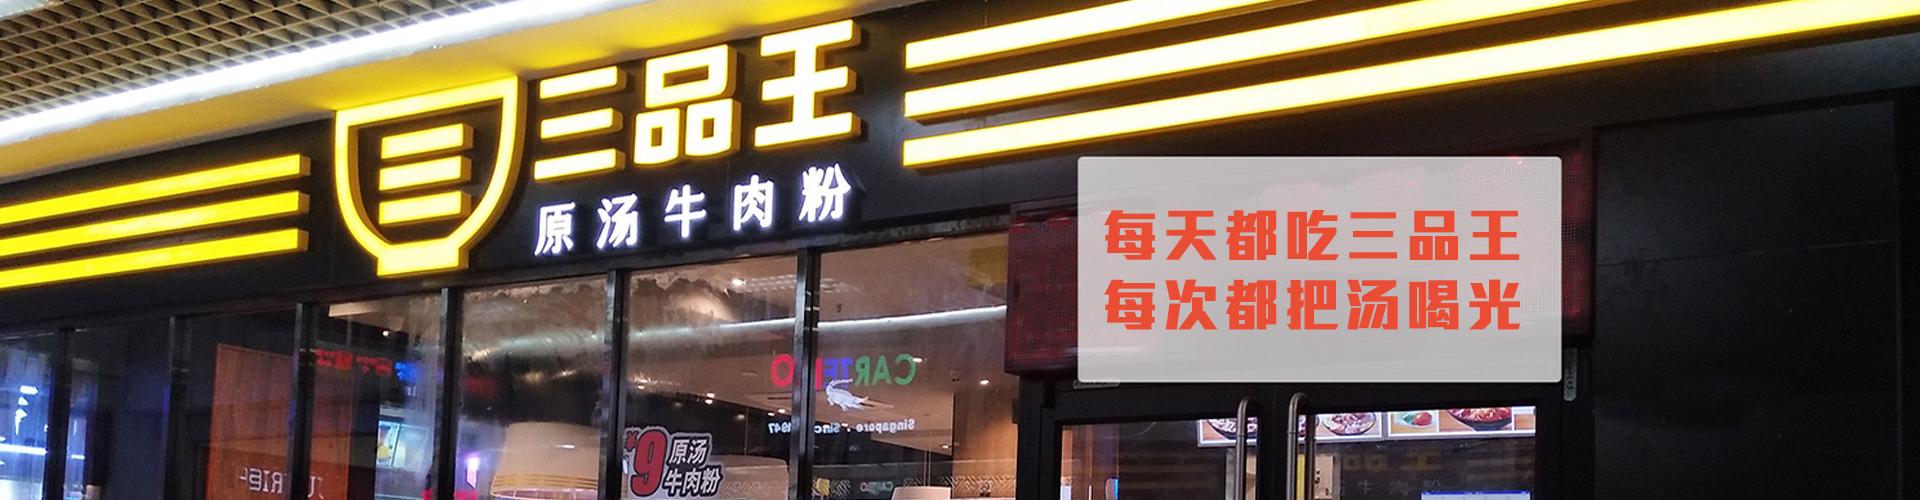 三品王
原汤牛肉粉
每天都吃三品王
每次都把汤喝光
CARTELO
Singapore
1947
¥9 原汤
牛肉粉